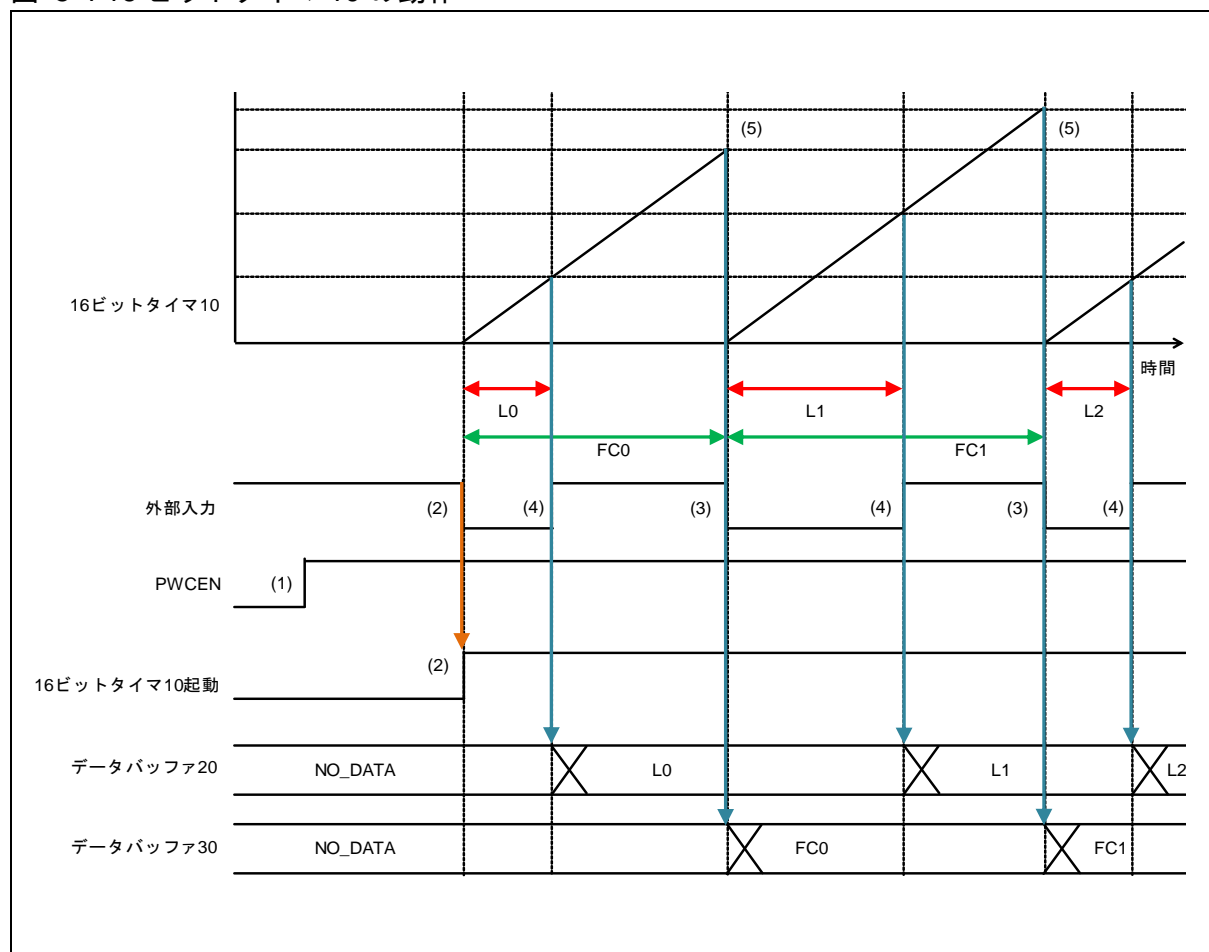 (5)
(5)
16ビットタイマ10
時間
L0
L1
L2
FC0
FC1
外部入力
(2)
(4)
(3)
(4)
(3)
(4)
PWCEN
(1)
(2)
16ビットタイマ10起動
データバッファ20
NO_DATA
L0
L1
L2
データバッファ30
NO_DATA
FC0
FC1